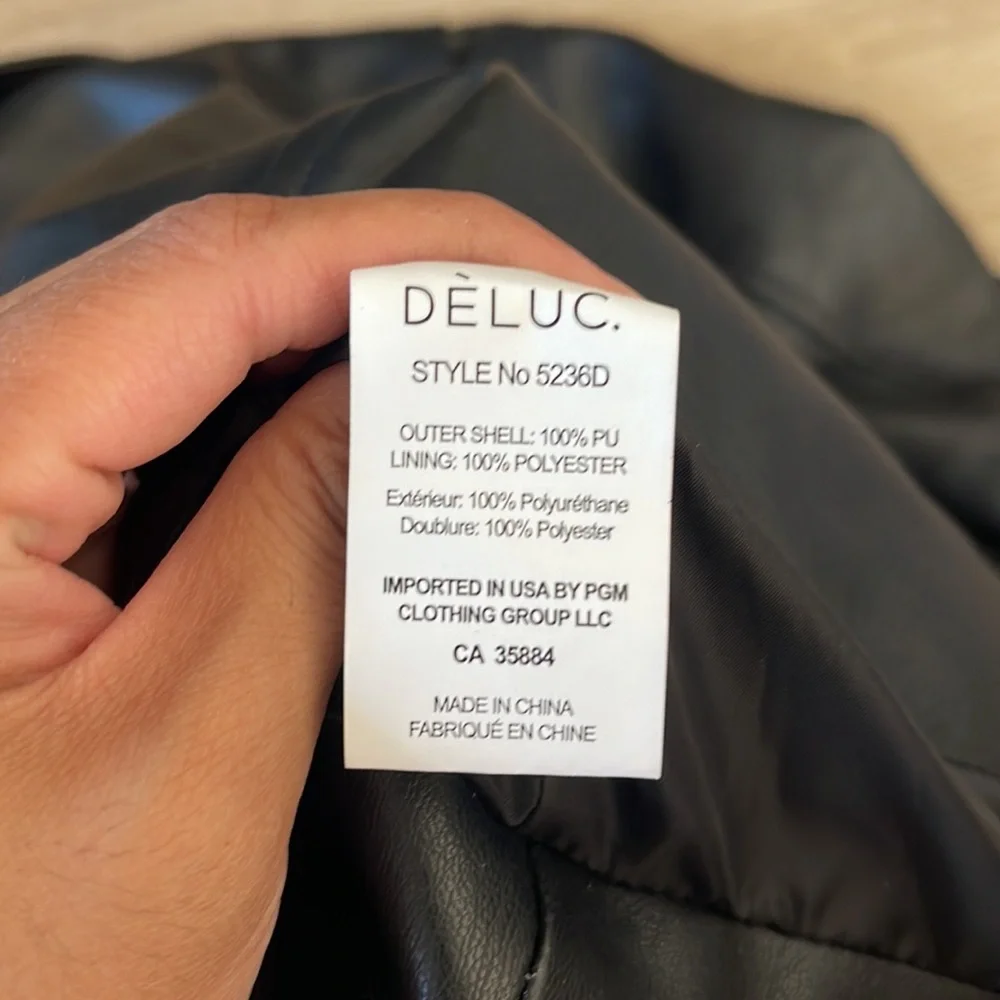 DÈLUC.
STYLE No 5236D
OUTER SHELL: 100% PU
LINING: 100% POLYESTER
Extérieur: 100% Polyuréthane
Doublure: 100% Polyester
IMPORTED IN USA BY PGM
CLOTHING GROUP LLC
CA 35884
MADE IN CHINA
FABRIQUÉ EN CHINE